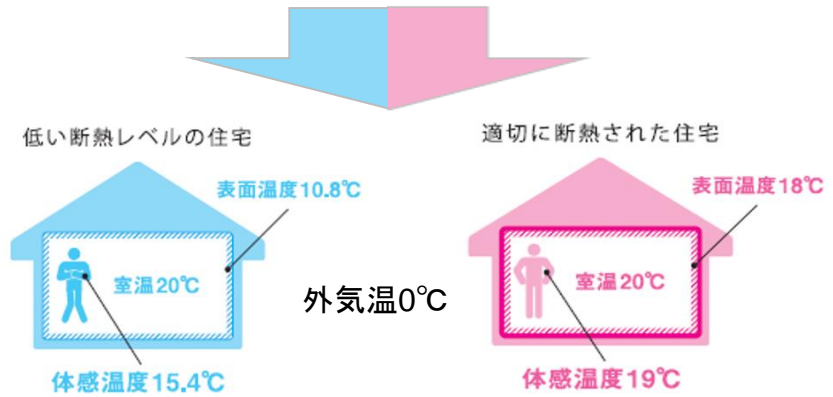 低い断熱レベルの住宅
適切に断熱された住宅
表面温度10.8℃
表面温度18℃
室温20℃
室温20℃
外気温0℃
体感温度15.4℃
体感温度19℃